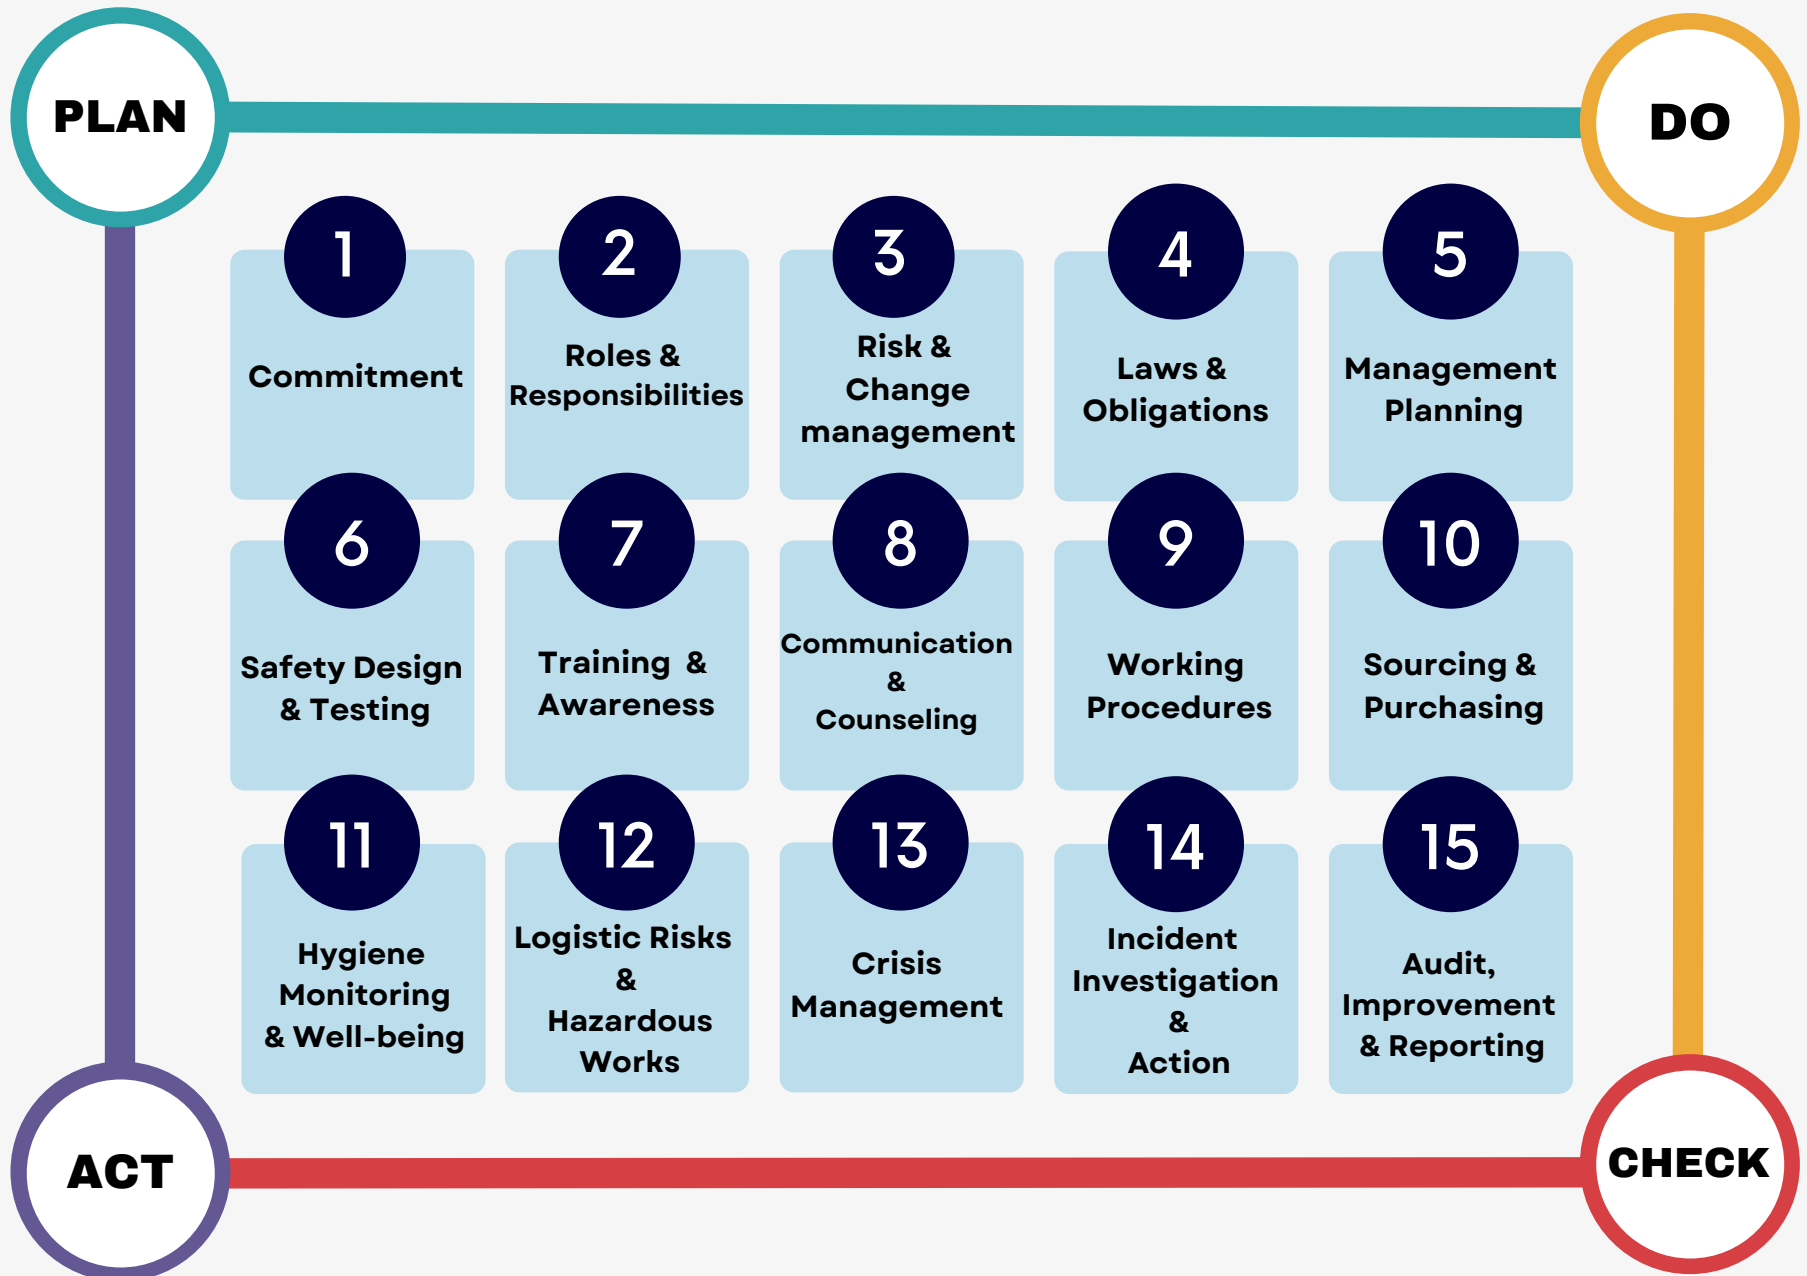 PLAN
DO
1
Commitment
2
Roles &
Responsibilities
3
Risk &
Change
management
4
Laws &
Obligations
5
Management
Planning
6
Safety Design
& Testing
7
Training &
Awareness
8
Communication
&
Counseling
9
Working
Procedures
10
Sourcing &
Purchasing
11
Hygiene
Monitoring
& Well-being
12
Logistic Risks
&
Hazardous
Works
13
Crisis
Management
14
Incident
Investigation
&
Action
15
Audit,
Improvement
& Reporting
ACT
CHECK